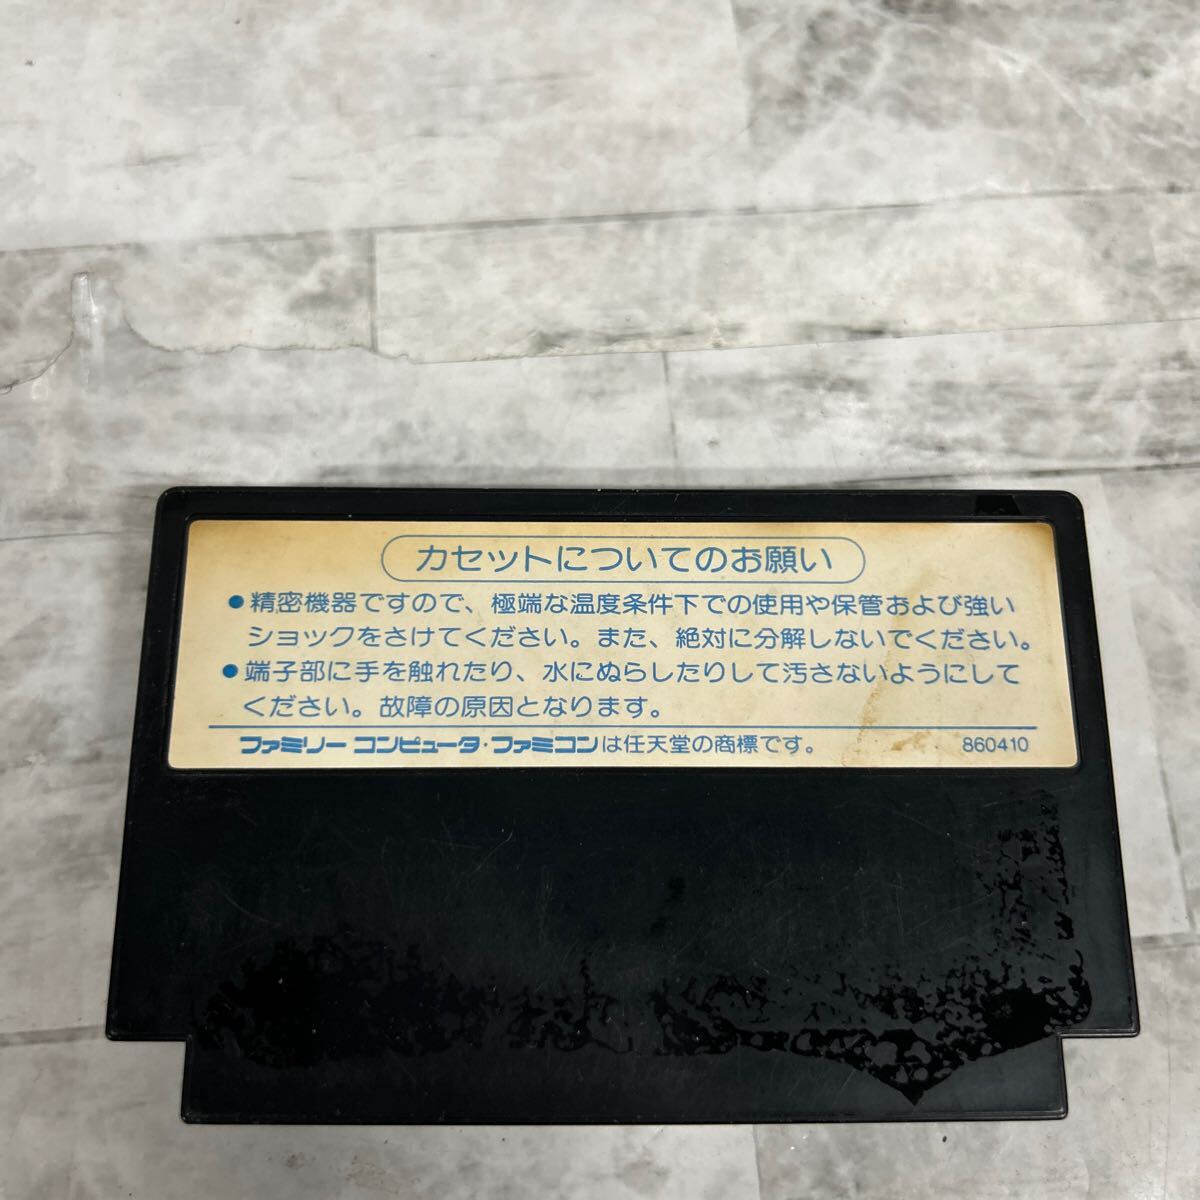 カセットについてのお願い
●精密機器ですので、極端な温度条件下での使用や保管および強い
ショックをさけてください。また、絶対に分解しないでください。
●端子部に手を触れたり、水にぬらしたりして汚さないようにして
ください。故障の原因となります。
ファミリー コンピュータ・ファミコンは任天堂の商標です。 860410